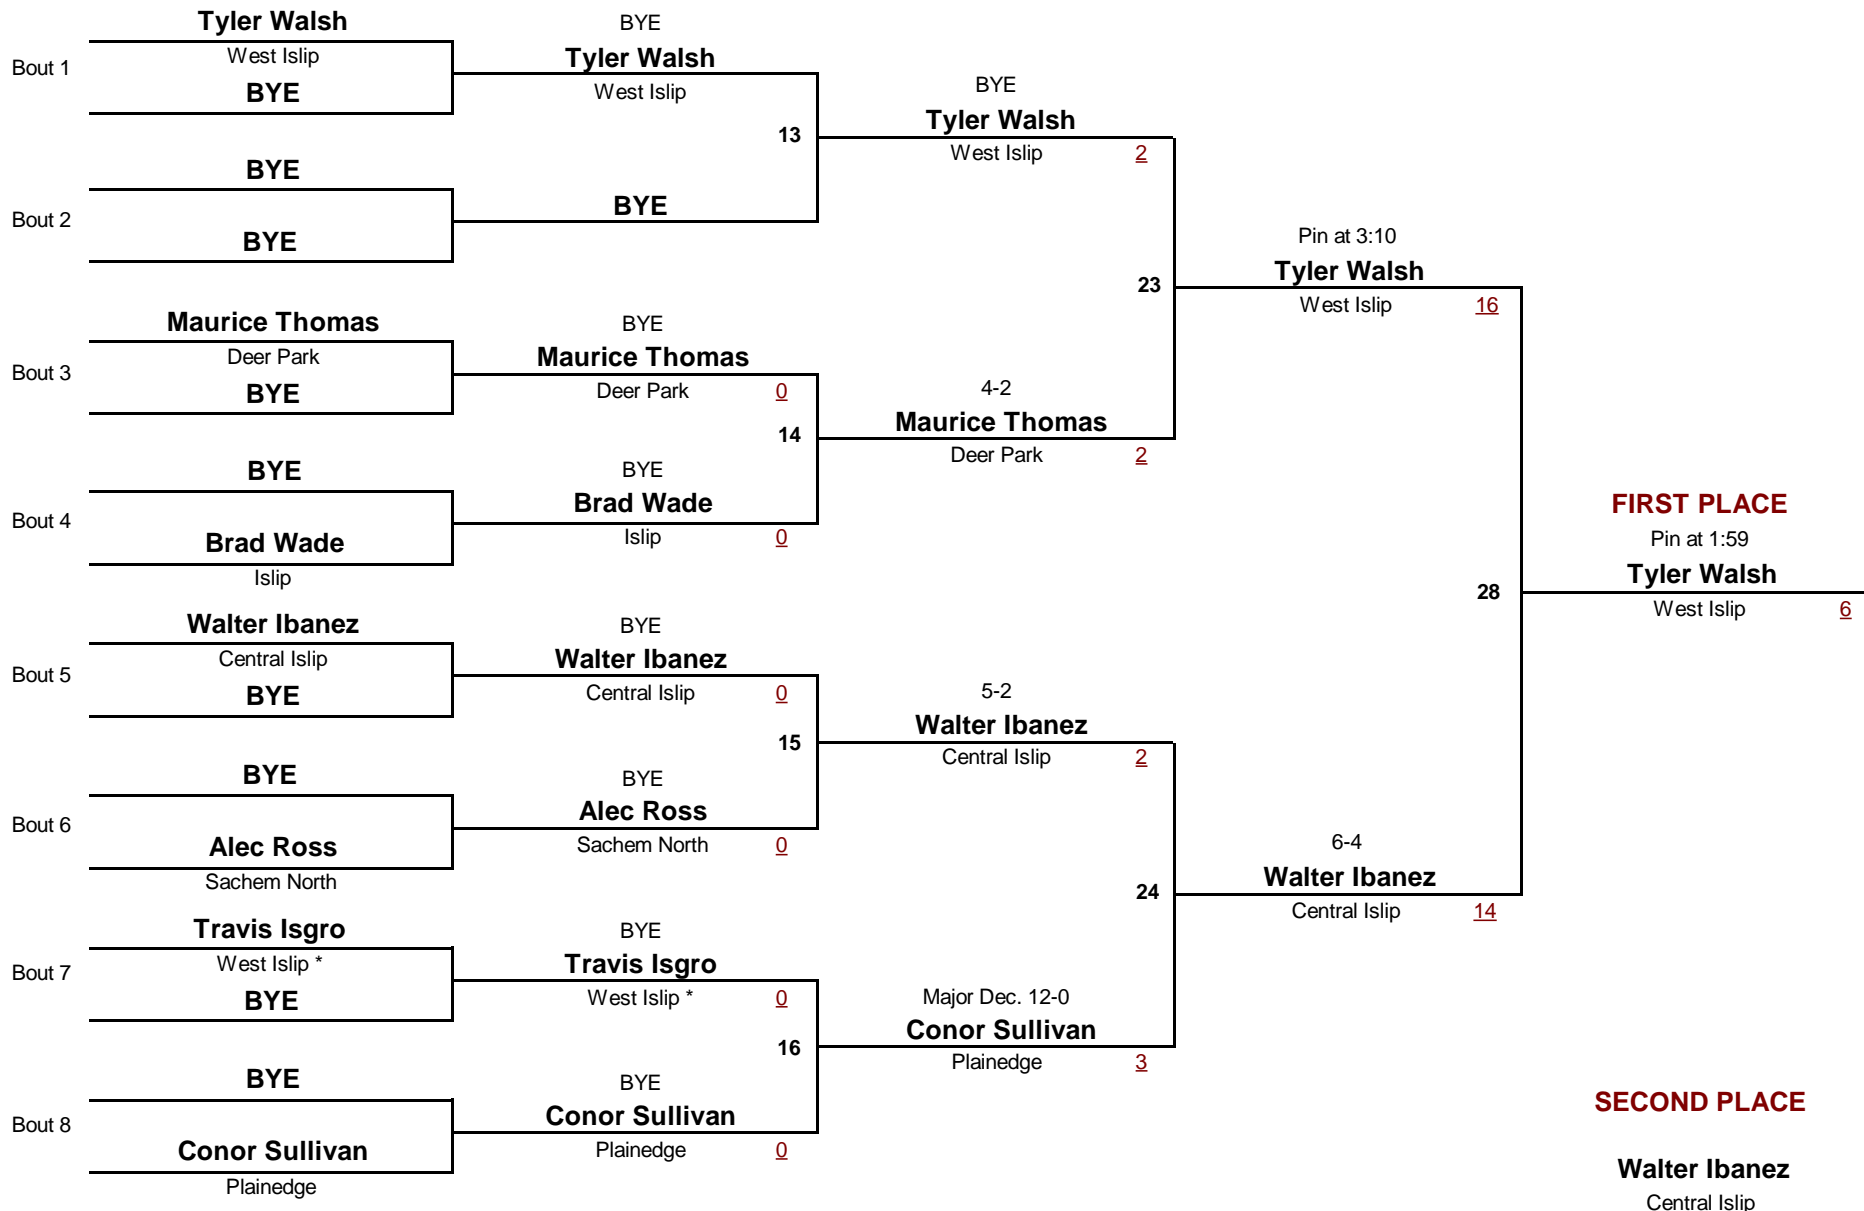 Tyler Walsh
Bout 1
West Islip
BYE
BYE
Bout 2
BYE
Maurice Thomas
Bout 3
Deer Park
BYE
BYE
Bout 4
Brad Wade
Islip
Walter Ibanez
Bout 5
Central Islip
BYE
BYE
Bout 6
Alec Ross
Sachem North
Travis Isgro
Bout 7
West Islip *
BYE
BYE
Bout 8
Conor Sullivan
Plainedge
BYE
Tyler Walsh
West Islip
13
BYE
BYE
Maurice Thomas
Deer Park 0
14
BYE
Brad Wade
Islip 0
BYE
Walter Ibanez
Central Islip 0
15
BYE
Alec Ross
Sachem North 0
BYE
Travis Isgro
West Islip * 0
16
BYE
Conor Sullivan
Plainedge 0
BYE
Tyler Walsh
West Islip 2
23
4-2
Maurice Thomas
Deer Park 2
5-2
Walter Ibanez
Central Islip 2
24
Major Dec. 12-0
Conor Sullivan
Plainedge 3
Pin at 3:10
Tyler Walsh
West Islip 16
28
6-4
Walter Ibanez
Central Islip 14
FIRST PLACE
Pin at 1:59
Tyler Walsh
West Islip 6
SECOND PLACE
Walter Ibanez
Central Islip